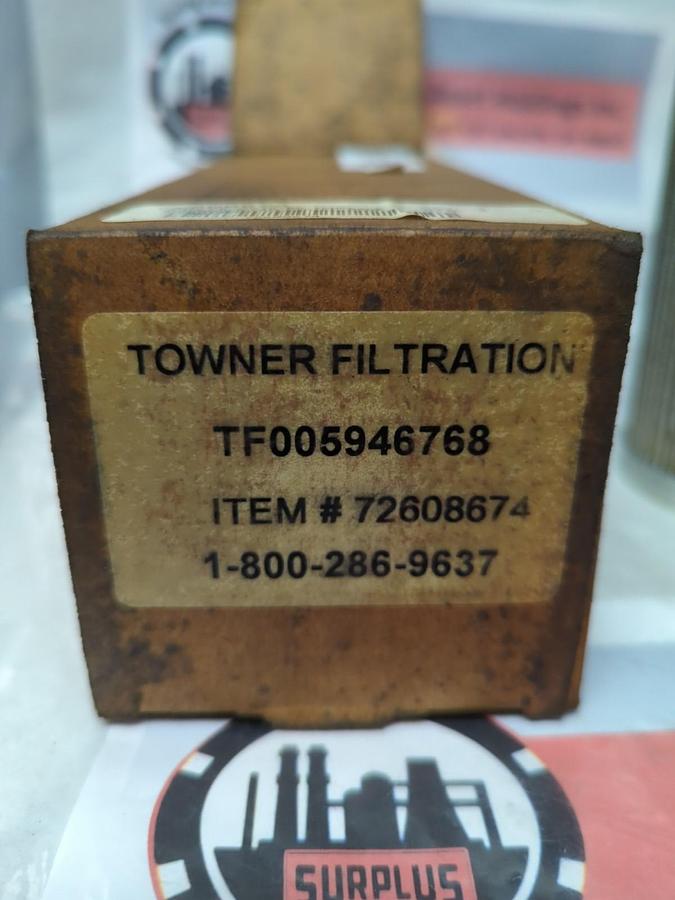 TOWNER FILTRATION
TF005946768
ITEM # 72608674
1-800-286-9637
SURPLUS